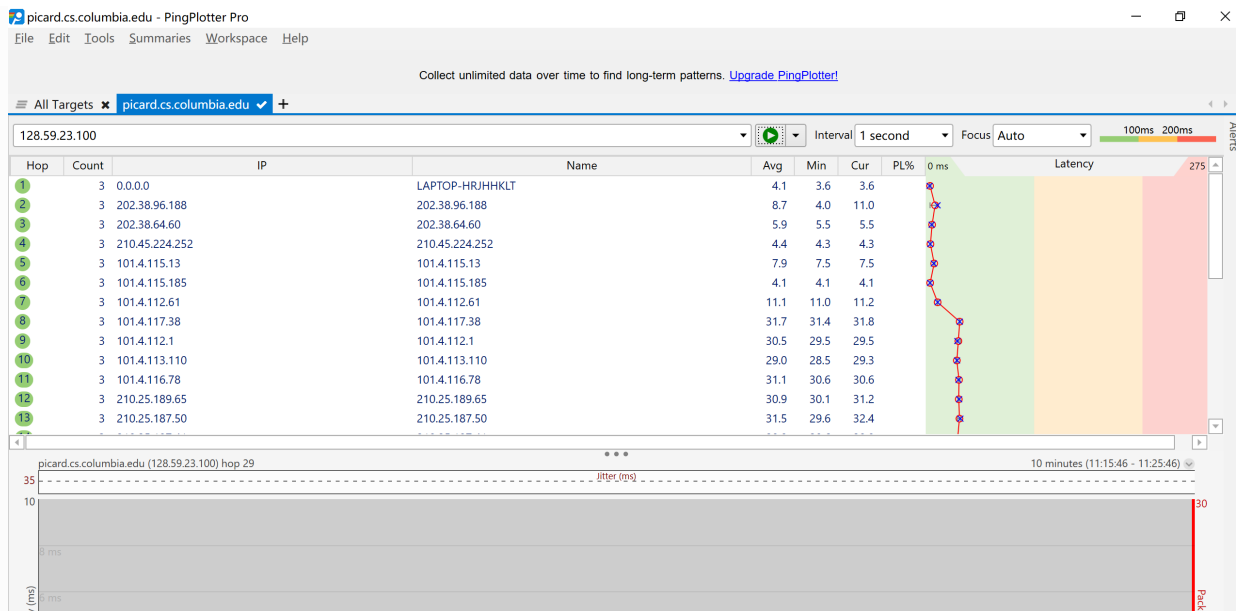 picard.cs.columbia.edu - PingPlotter Pro
File Edit Tools Summaries Workspace Help
Collect unlimited data over time to find long-term patterns. Upgrade PingPlotter!
All Targets picard.cs.columbia.edu +
128.59.23.100 Interval 1 second Focus Auto 100ms 200ms
Alerts
Hop Count IP Name Avg Min Cur PL% 0 ms Latency 275
1 3 0.0.0.0 LAPTOP-HRJHHKLT 4.1 3.6 3.6
2 3 202.38.96.188 202.38.96.188 8.7 4.0 11.0
3 3 202.38.64.60 202.38.64.60 5.9 5.5 5.5
4 3 210.45.224.252 210.45.224.252 4.4 4.3 4.3
5 3 101.4.115.13 101.4.115.13 7.9 7.5 7.5
6 3 101.4.115.185 101.4.115.185 4.1 4.1 4.1
7 3 101.4.112.61 101.4.112.61 11.1 11.0 11.2
8 3 101.4.117.38 101.4.117.38 31.7 31.4 31.8
9 3 101.4.112.1 101.4.112.1 30.5 29.5 29.5
10 3 101.4.113.110 101.4.113.110 29.0 28.5 29.3
11 3 101.4.116.78 101.4.116.78 31.1 30.6 30.6
12 3 210.25.189.65 210.25.189.65 30.9 30.1 31.2
13 3 210.25.187.50 210.25.187.50 31.5 29.6 32.4
picard.cs.columbia.edu (128.59.23.100) hop 29 10 minutes (11:15:46 - 11:25:46)
35 Jitter (ms)
10 30
8 ms
6 ms
(ms)
Pack